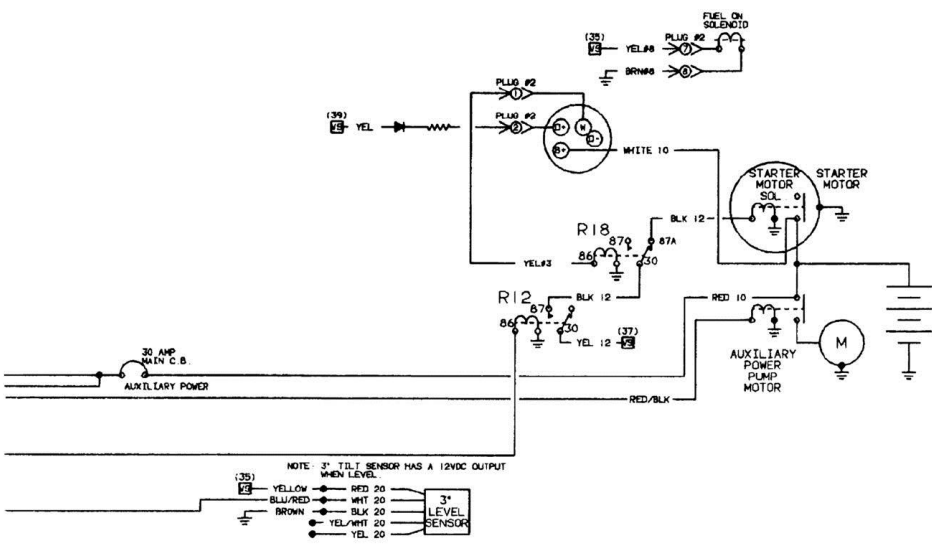 FUEL ON
SOLENOID
(35)
PLUG #2
VS
YEL#8
7
BRN#8
8
PLUG #2
1
(39)
PLUG #2
VS
YEL
2
D+
W
D-
B+
WHITE 10
STARTER
MOTOR
SOL
STARTER
MOTOR
BLK 12
R18
87
87A
86
30
YEL#3
R12
BLK 12
RED 10
87
86
30
(37)
YEL 12
VS
M
30 AMP
MAIN C.B.
AUXILIARY
POWER
PUMP
MOTOR
AUXILIARY POWER
RED/BLK
NOTE: 3° TILT SENSOR HAS A 12VDC OUTPUT
WHEN LEVEL.
(35)
VS
YELLOW
RED 20
BLU/RED
WHT 20
BROWN
BLK 20
YEL/WHT 20
YEL 20
3°
LEVEL
SENSOR